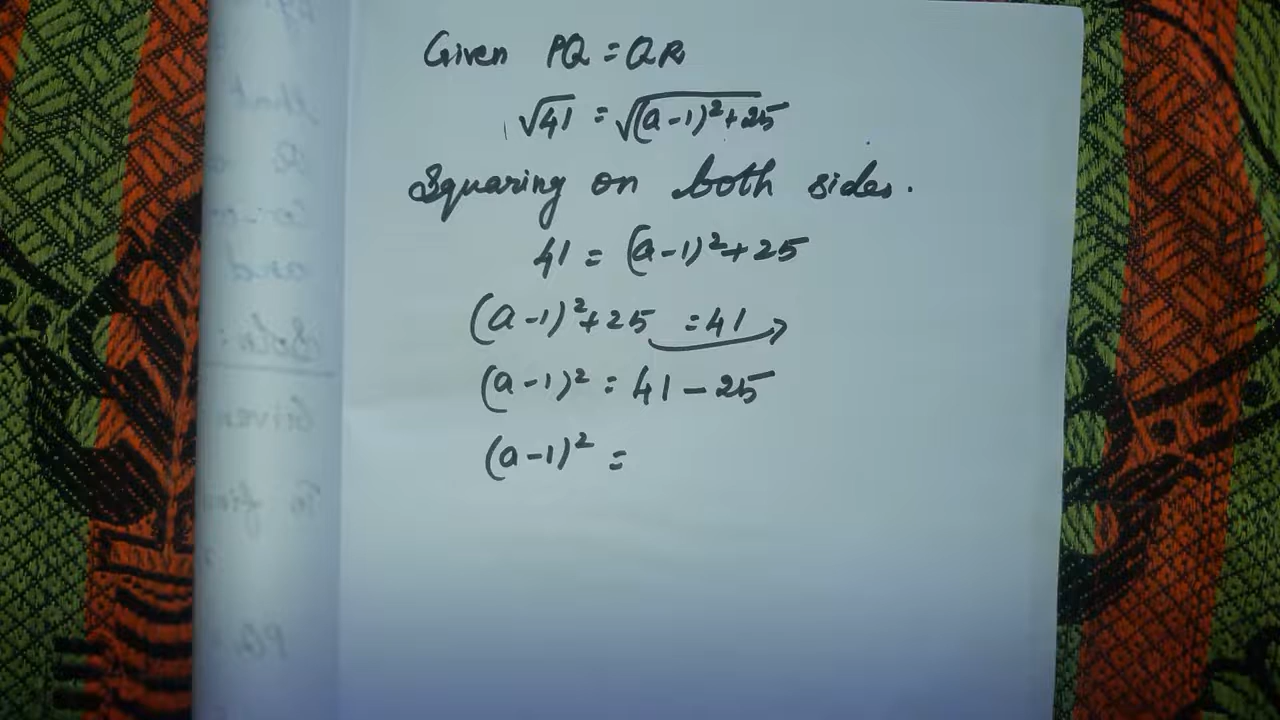 Given PQ = QR
√41 = √(a-1)²+25
Squaring on both sides.
41 = (a-1)²+25
(a-1)²+25 = 41
(a-1)² = 41 - 25
(a-1)² =